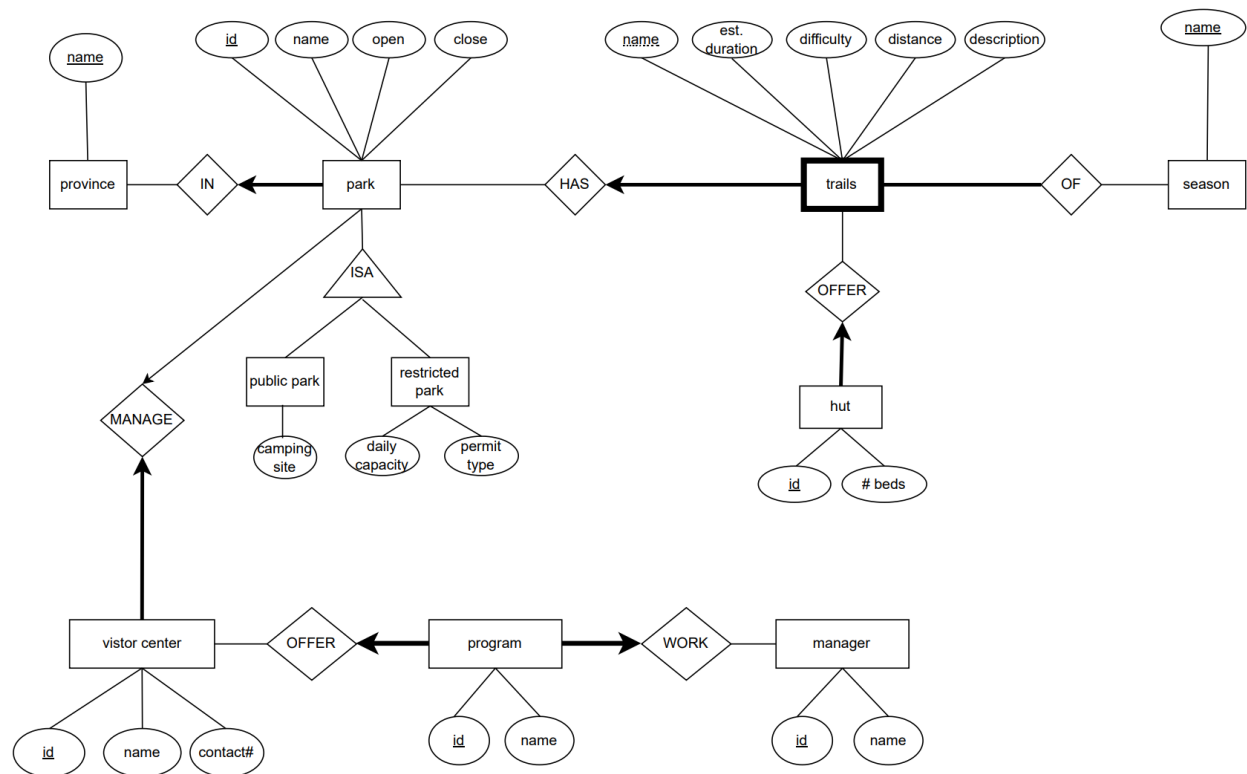 id
name
open
close
name
est.
duration
difficulty
distance
description
name
name
province
IN
park
HAS
trails
OF
season
ISA
OFFER
public park
restricted
park
MANAGE
hut
camping
site
daily
capacity
permit
type
id
# beds
vistor center
OFFER
program
WORK
manager
id
name
contact#
id
name
id
name